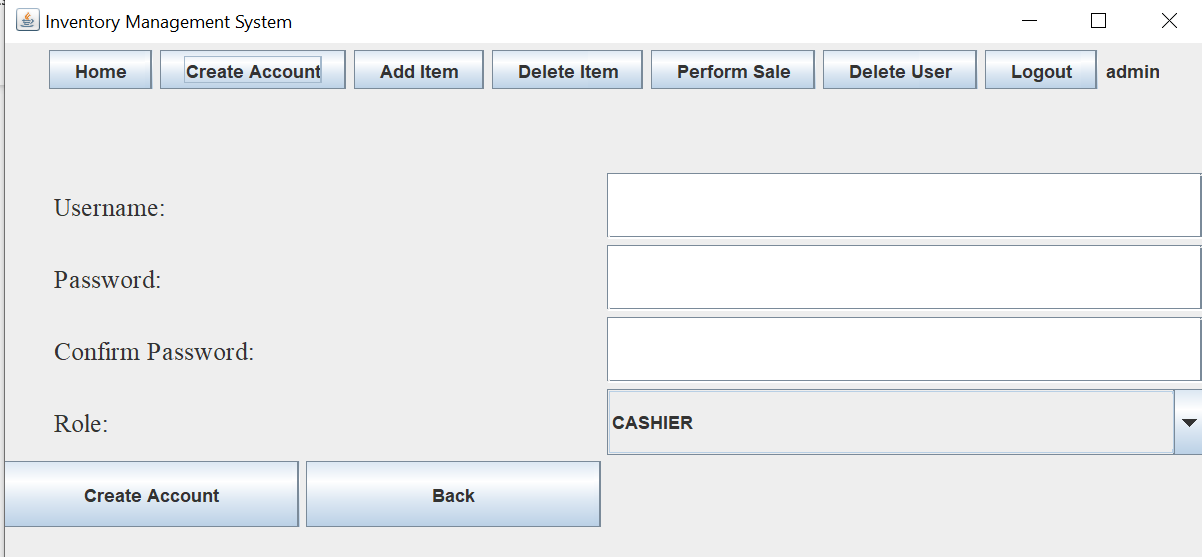 Inventory Management System
Home Create Account Add Item Delete Item Perform Sale Delete User Logout admin
Username:
Password:
Confirm Password:
Role: CASHIER
Create Account Back